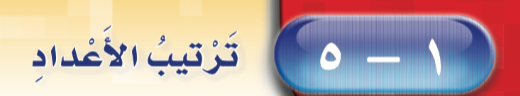 ١ – ٥ تَرْتيبُ الأَعْدادِ